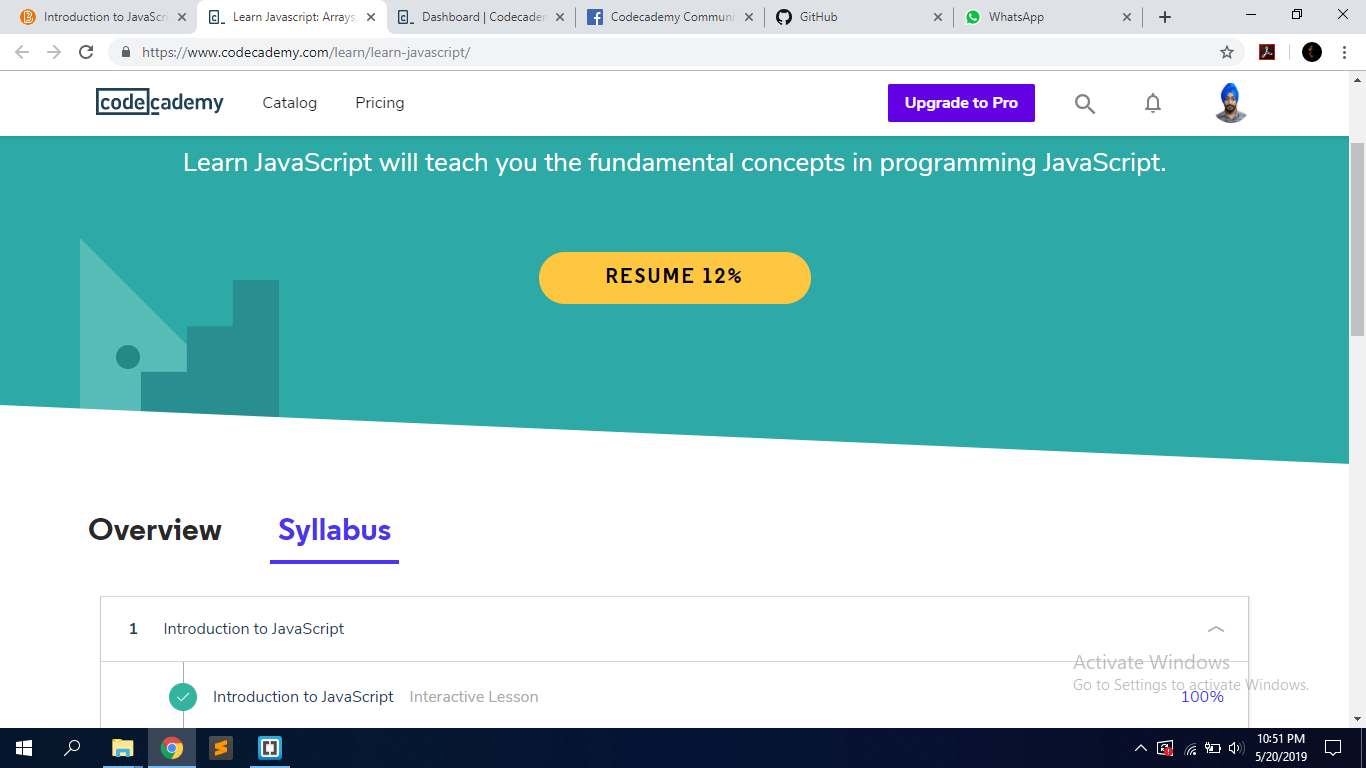 Introduction to JavaScri
Learn Javascript: Arrays,
Dashboard | Codecadem
Codecademy Communi
GitHub
WhatsApp
https://www.codecademy.com/learn/learn-javascript/
codecademy
Catalog
Pricing
Upgrade to Pro
Learn JavaScript will teach you the fundamental concepts in programming JavaScript.
RESUME 12%
Overview
Syllabus
1 Introduction to JavaScript
Introduction to JavaScript Interactive Lesson 100%
Activate Windows
Go to Settings to activate Windows.
10:51 PM
5/20/2019